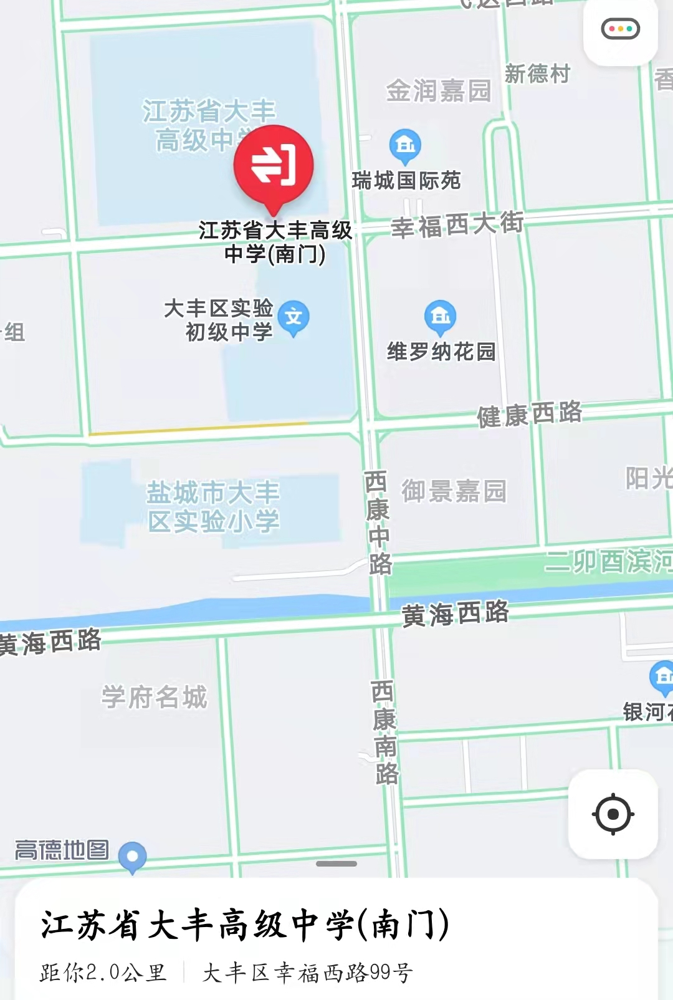 新德村
金润嘉园
香
江苏省大丰
高级中学
瑞城国际苑
幸福西大街
江苏省大丰高级
中学(南门)
大丰区实验
初级中学
文
组
维罗纳花园
健康西路
西康中路
御景嘉园
阳光
盐城市大丰
区实验小学
二卯酉滨河
黄海西路
黄海西路
学府名城
西康南路
银河
高德地图
江苏省大丰高级中学(南门)
距你2.0公里
大丰区幸福西路99号